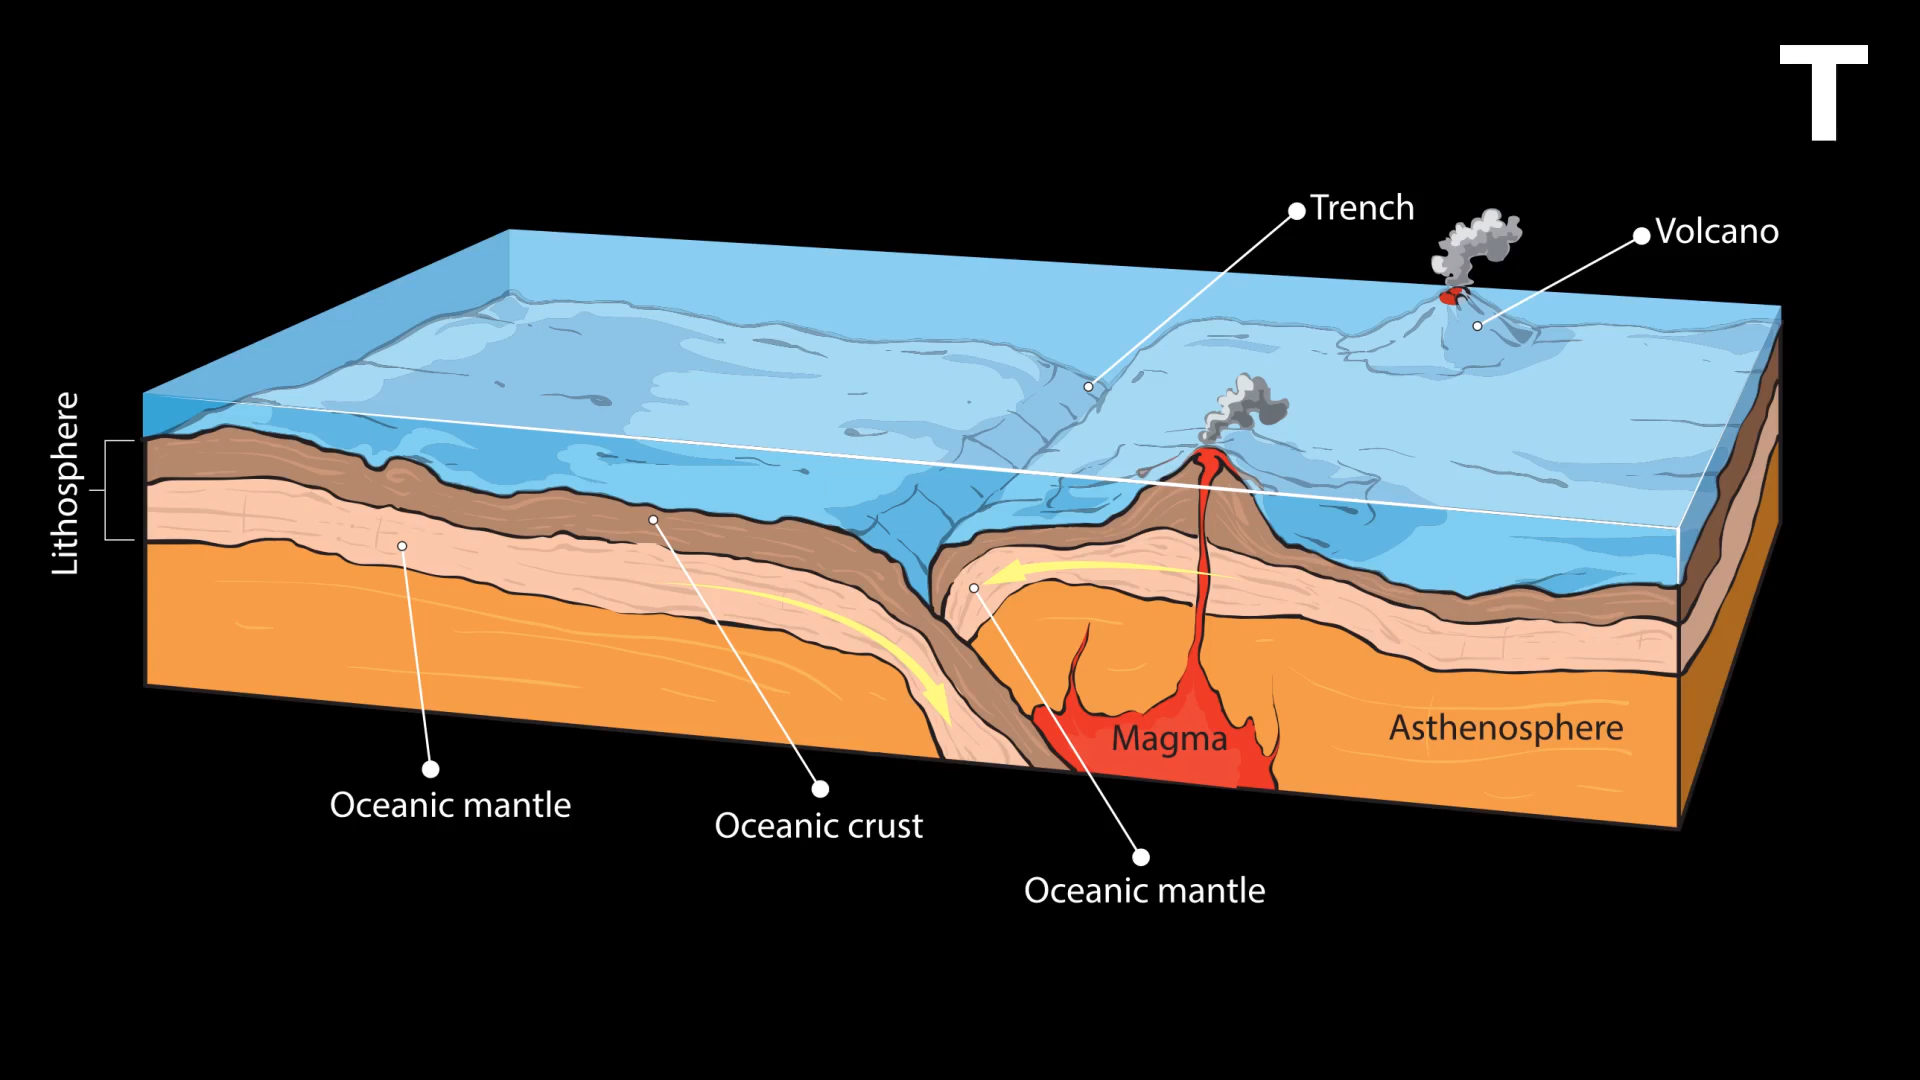 T
Trench
Volcano
Lithosphere
Magma
Asthenosphere
Oceanic mantle
Oceanic crust
Oceanic mantle